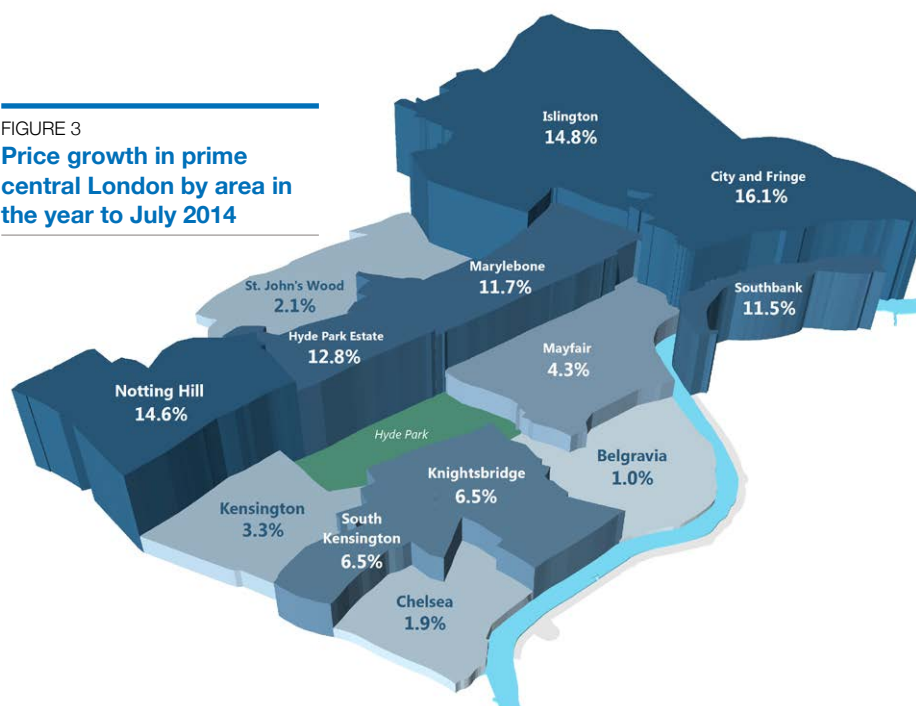 FIGURE 3
Price growth in prime
central London by area in
the year to July 2014
Islington
14.8%
City and Fringe
16.1%
Marylebone
11.7%
St. John's Wood
2.1%
Southbank
11.5%
Hyde Park Estate
12.8%
Mayfair
4.3%
Notting Hill
14.6%
Hyde Park
Belgravia
1.0%
Knightsbridge
6.5%
Kensington
3.3%
South
Kensington
6.5%
Chelsea
1.9%